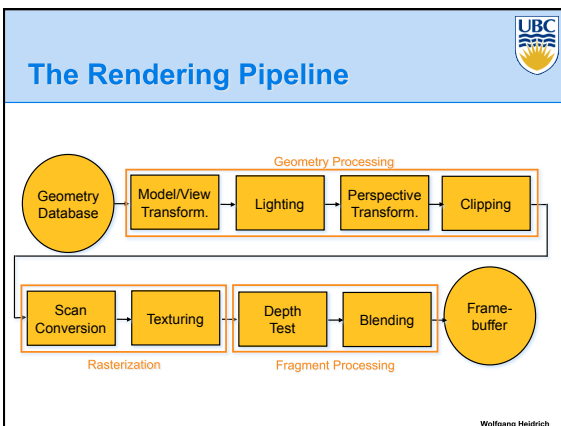 UBC
The Rendering Pipeline
Geometry Processing
Geometry
Database
Model/View
Transform.
Lighting
Perspective
Transform.
Clipping
Scan
Conversion
Texturing
Depth
Test
Blending
Frame-
buffer
Rasterization
Fragment Processing
Wolfgang Heidrich